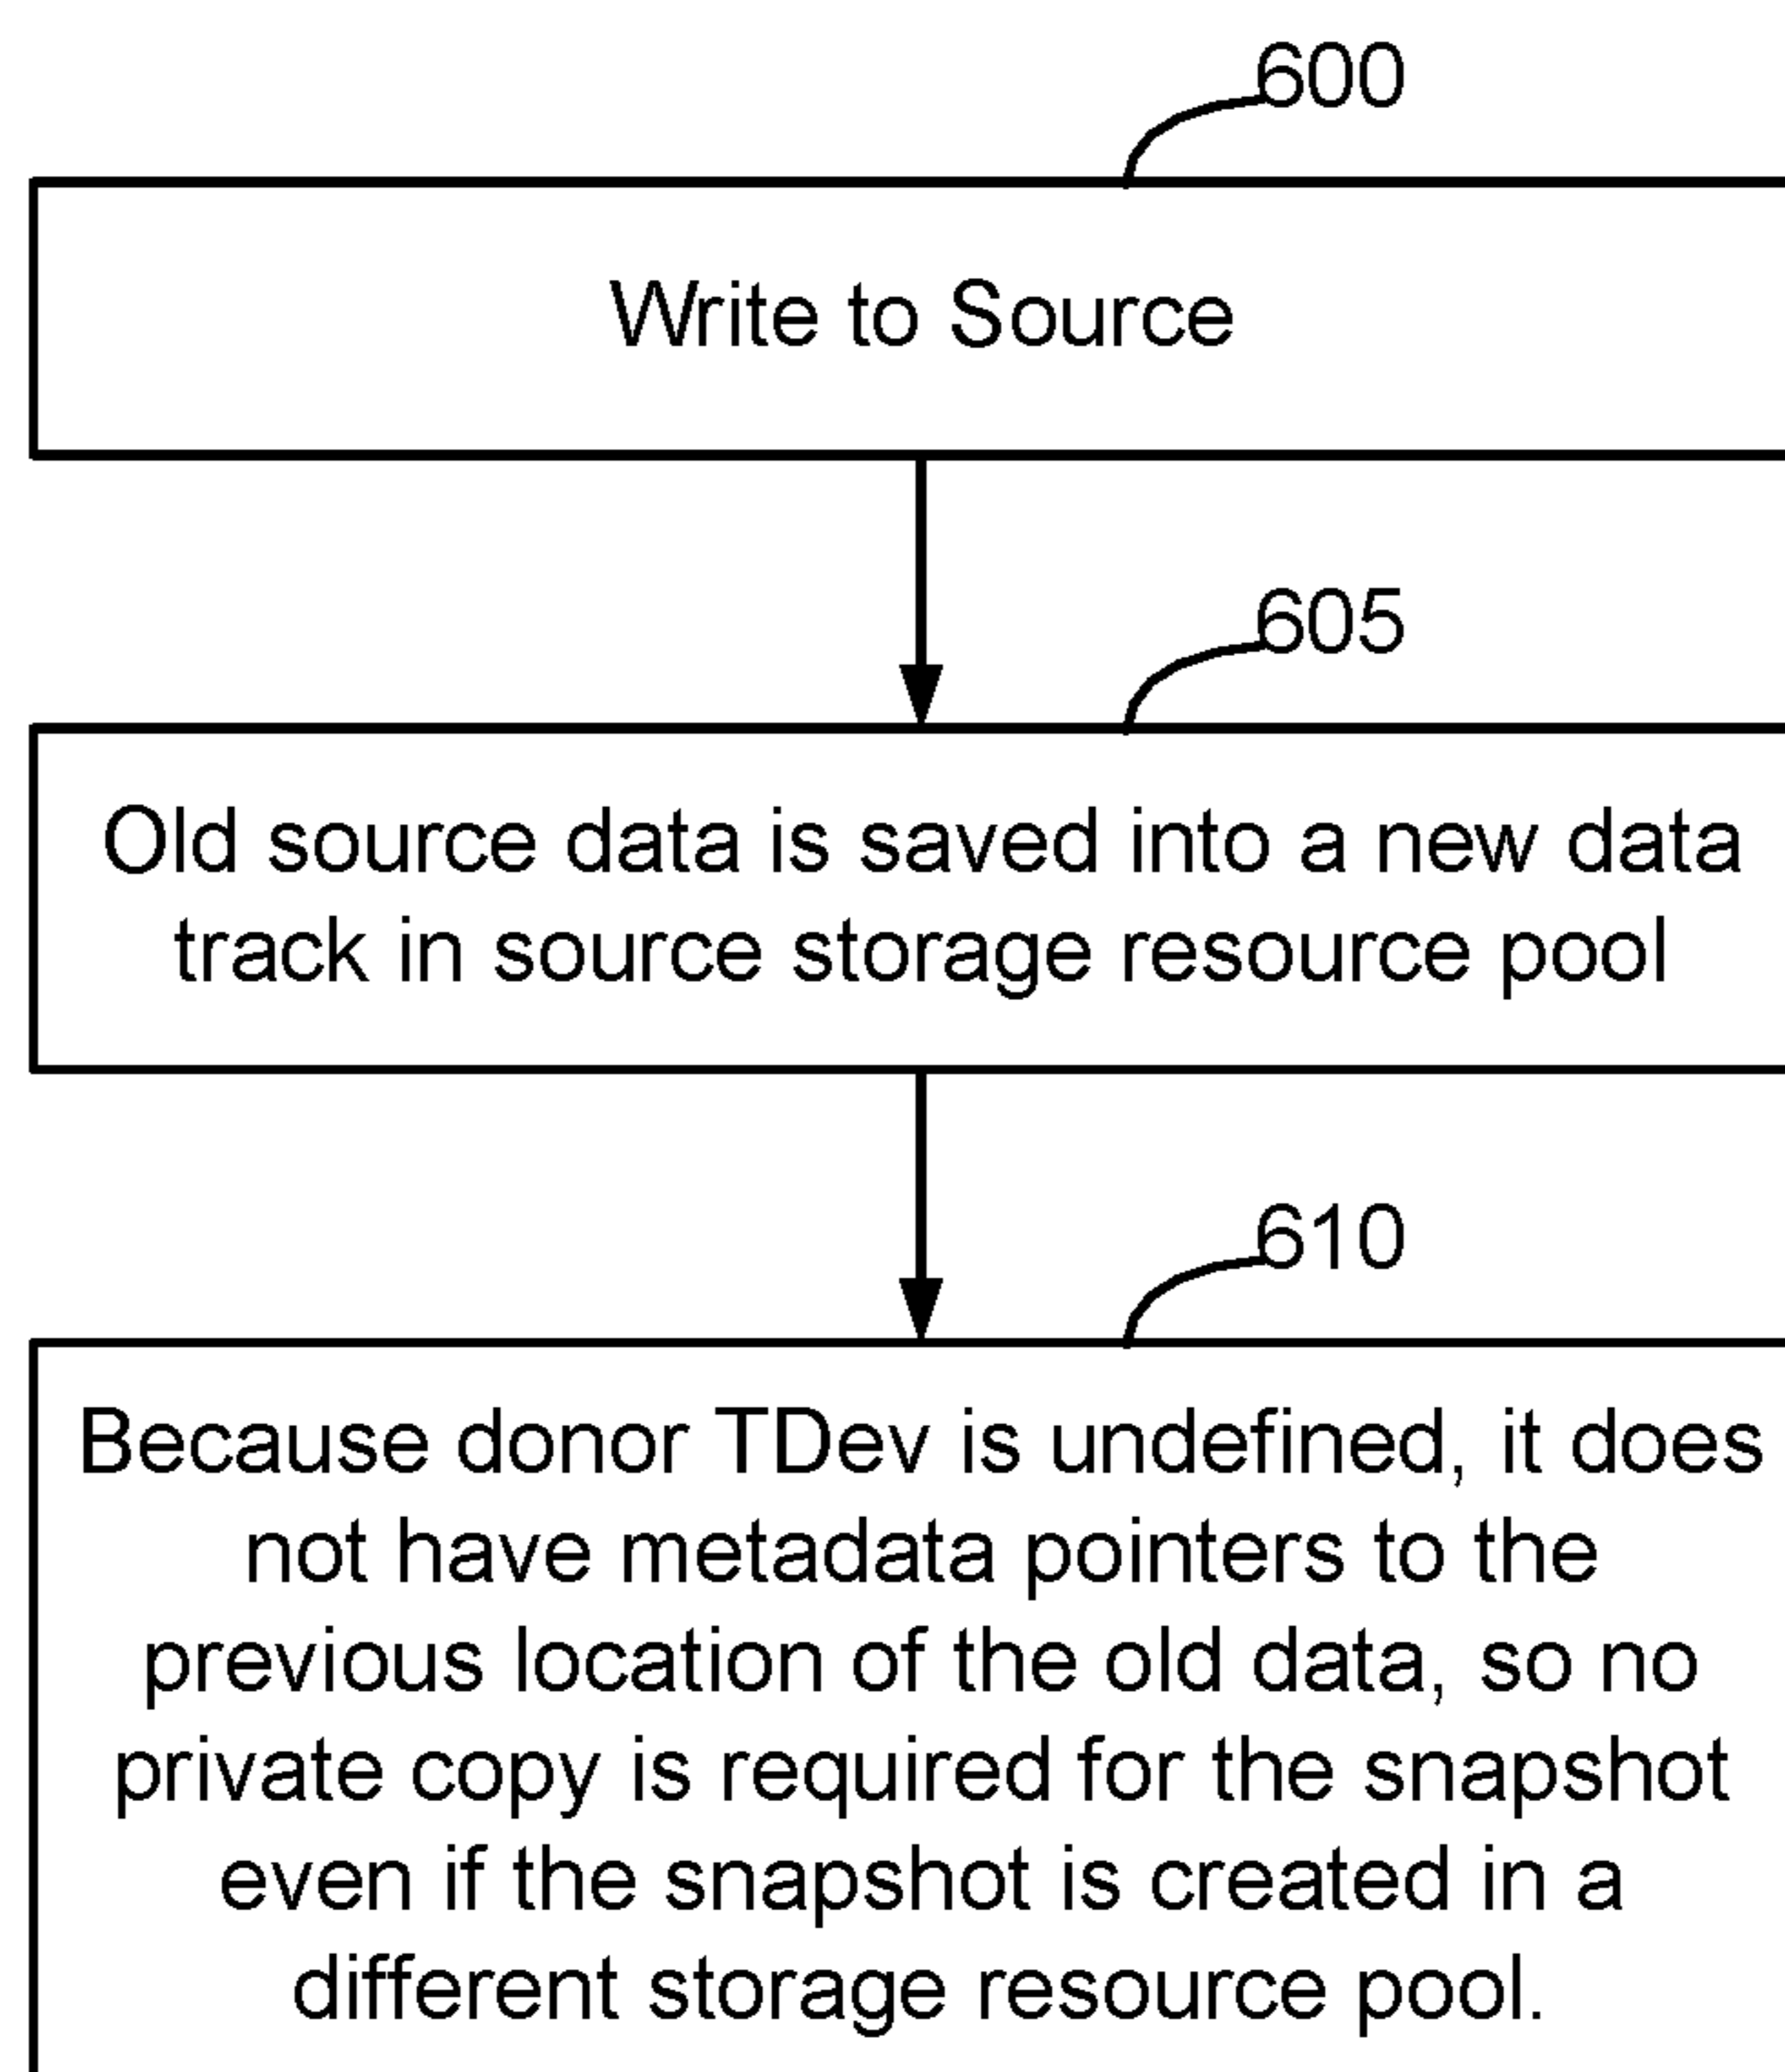 600
Write to Source
605
Old source data is saved into a new data
track in source storage resource pool
610
Because donor TDev is undefined, it does
not have metadata pointers to the
previous location of the old data, so no
private copy is required for the snapshot
even if the snapshot is created in a
different storage resource pool.